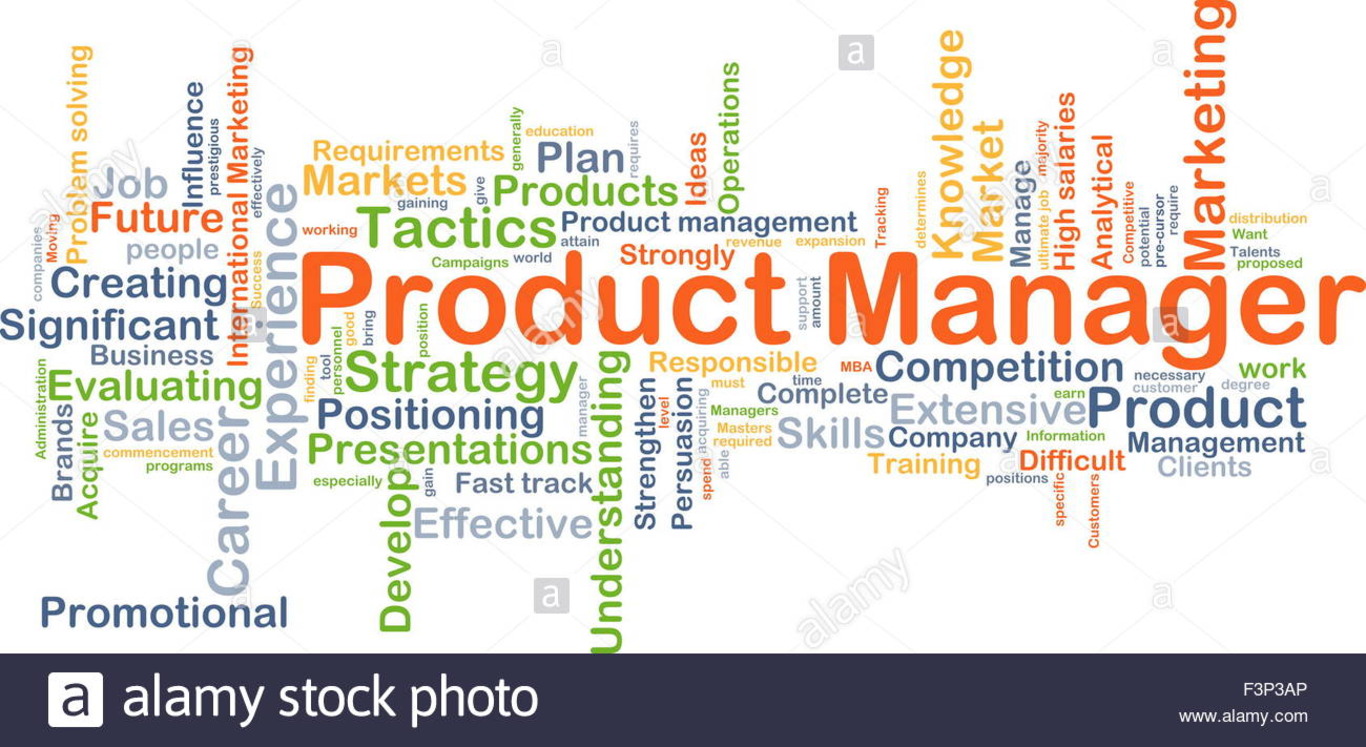 Problem solving
Job
Influence
prestigious
International Marketing
effectively
Moving
Future
people
companies
Creating
Success
Significant
Business
Administration
Evaluating
Brands
Acquire
Sales
commencement
programs
Career
Experience
Promotional
Requirements
generally
education
Plan
requires
Markets
gaining
give
Products
Ideas
Operations
working
Tactics
Product management
attain
Campaigns
world
Strongly
revenue
expansion
Tracking
Product Manager
support
amount
finding
tool
personnel
good
bring
position
Strategy
Positioning
manager
Presentations
especially
Develop
gain
Fast track
Effective
Understanding
Strengthen
level
Persuasion
Responsible
must
acquiring
Managers
Masters
required
able
spend
time
Complete
MBA
Skills
determines
Knowledge
Market
Manage
majority
ultimate job
High salaries
Analytical
Competitive
potential
pre-cursor
require
Marketing
distribution
Want
Talents
proposed
Competition
necessary
customer
degree
work
earn
Extensive
Product
Company
Information
Management
Training
positions
Difficult
Clients
specific
Customers
alamy
alamy
alamy
alamy
alamy
a
a
a
a
a
a
a
a
a alamy stock photo
F3P3AP
www.alamy.com